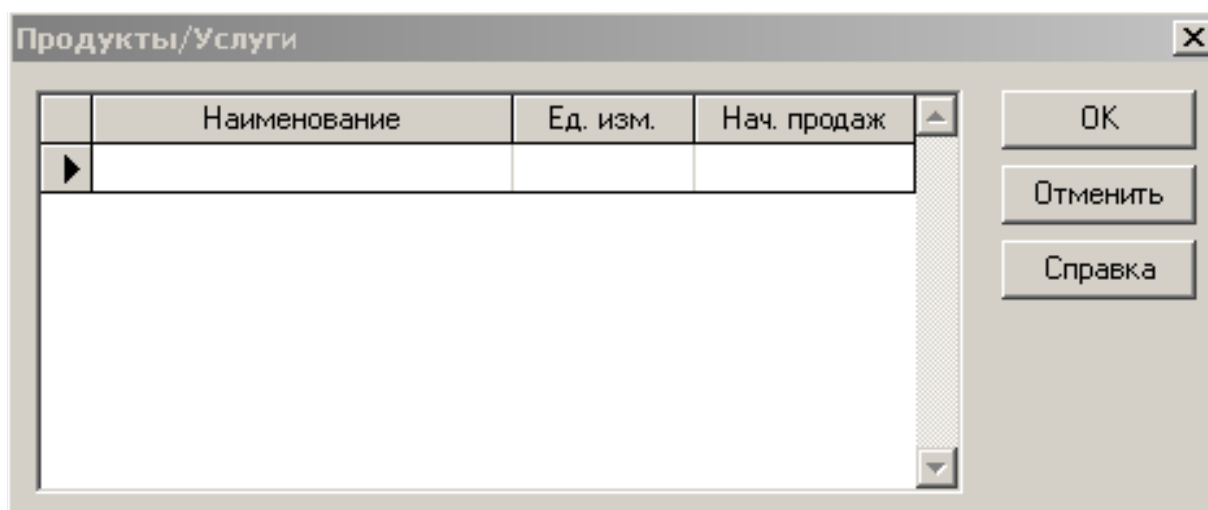 Продукты/Услуги
Наименование Ед. изм. Нач. продаж
OK
Отменить
Справка